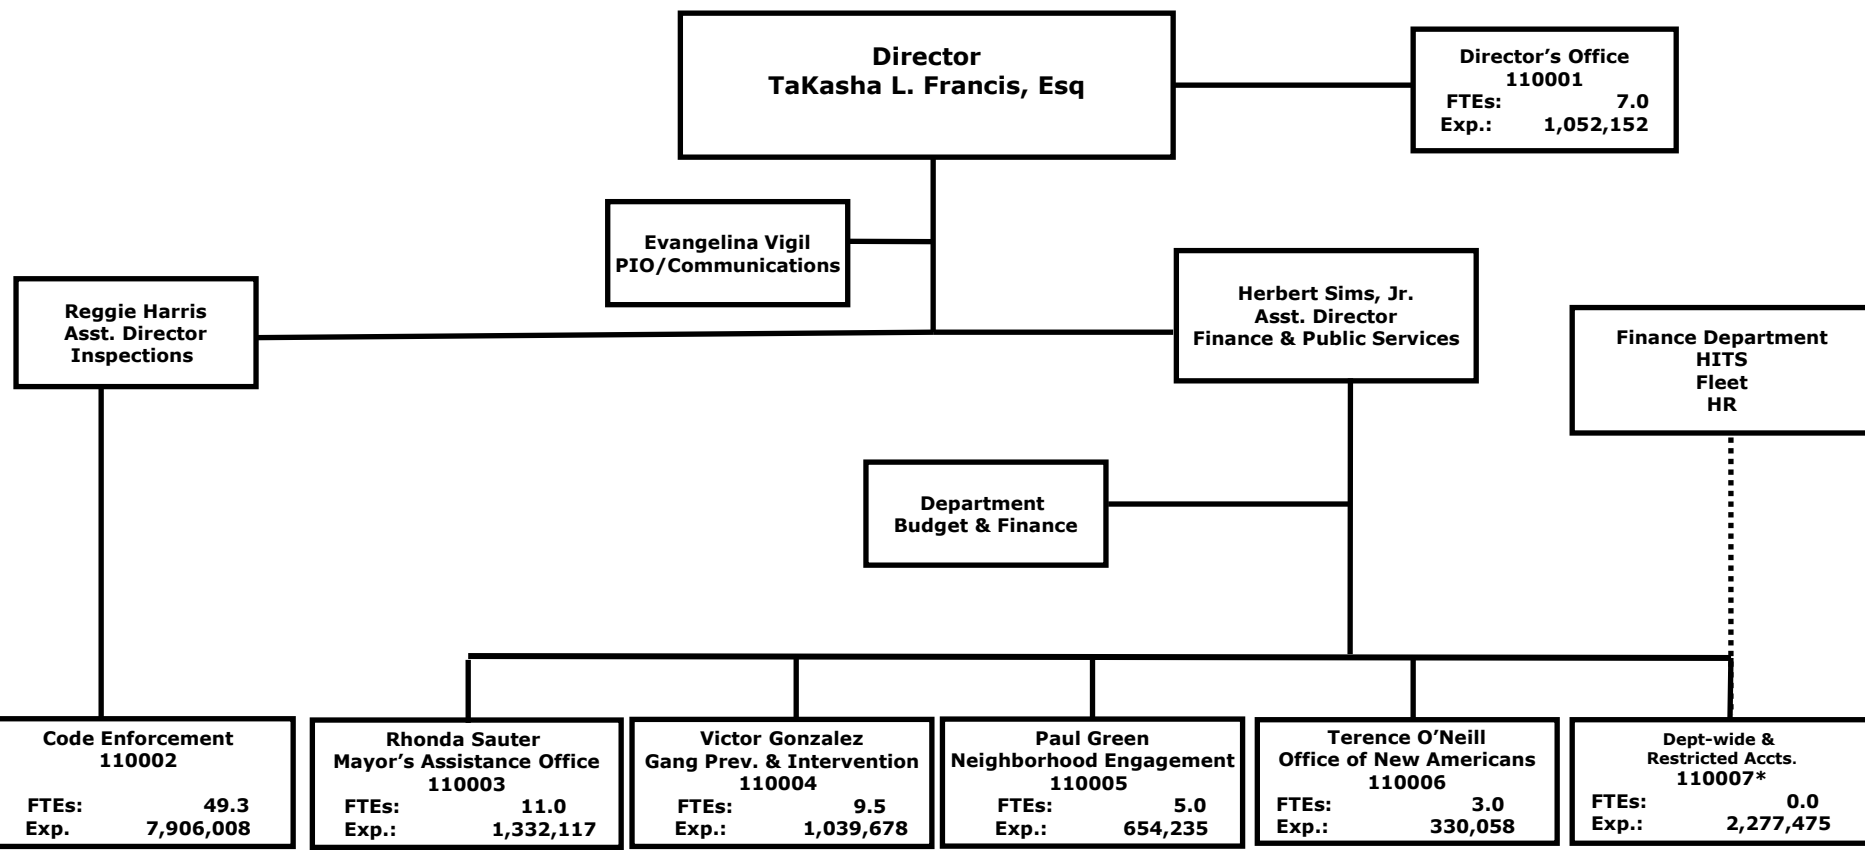 Director
TaKasha L. Francis, Esq
Director’s Office
110001
FTEs: 7.0
Exp.: 1,052,152
Evangelina Vigil
PIO/Communications
Reggie Harris
Asst. Director
Inspections
Herbert Sims, Jr.
Asst. Director
Finance & Public Services
Finance Department
HITS
Fleet
HR
Department
Budget & Finance
Code Enforcement
110002
FTEs: 49.3
Exp. 7,906,008
Rhonda Sauter
Mayor’s Assistance Office
110003
FTEs: 11.0
Exp.: 1,332,117
Victor Gonzalez
Gang Prev. & Intervention
110004
FTEs: 9.5
Exp.: 1,039,678
Paul Green
Neighborhood Engagement
110005
FTEs: 5.0
Exp.: 654,235
Terence O’Neill
Office of New Americans
110006
FTEs: 3.0
Exp.: 330,058
Dept-wide &
Restricted Accts.
110007*
FTEs: 0.0
Exp.: 2,277,475